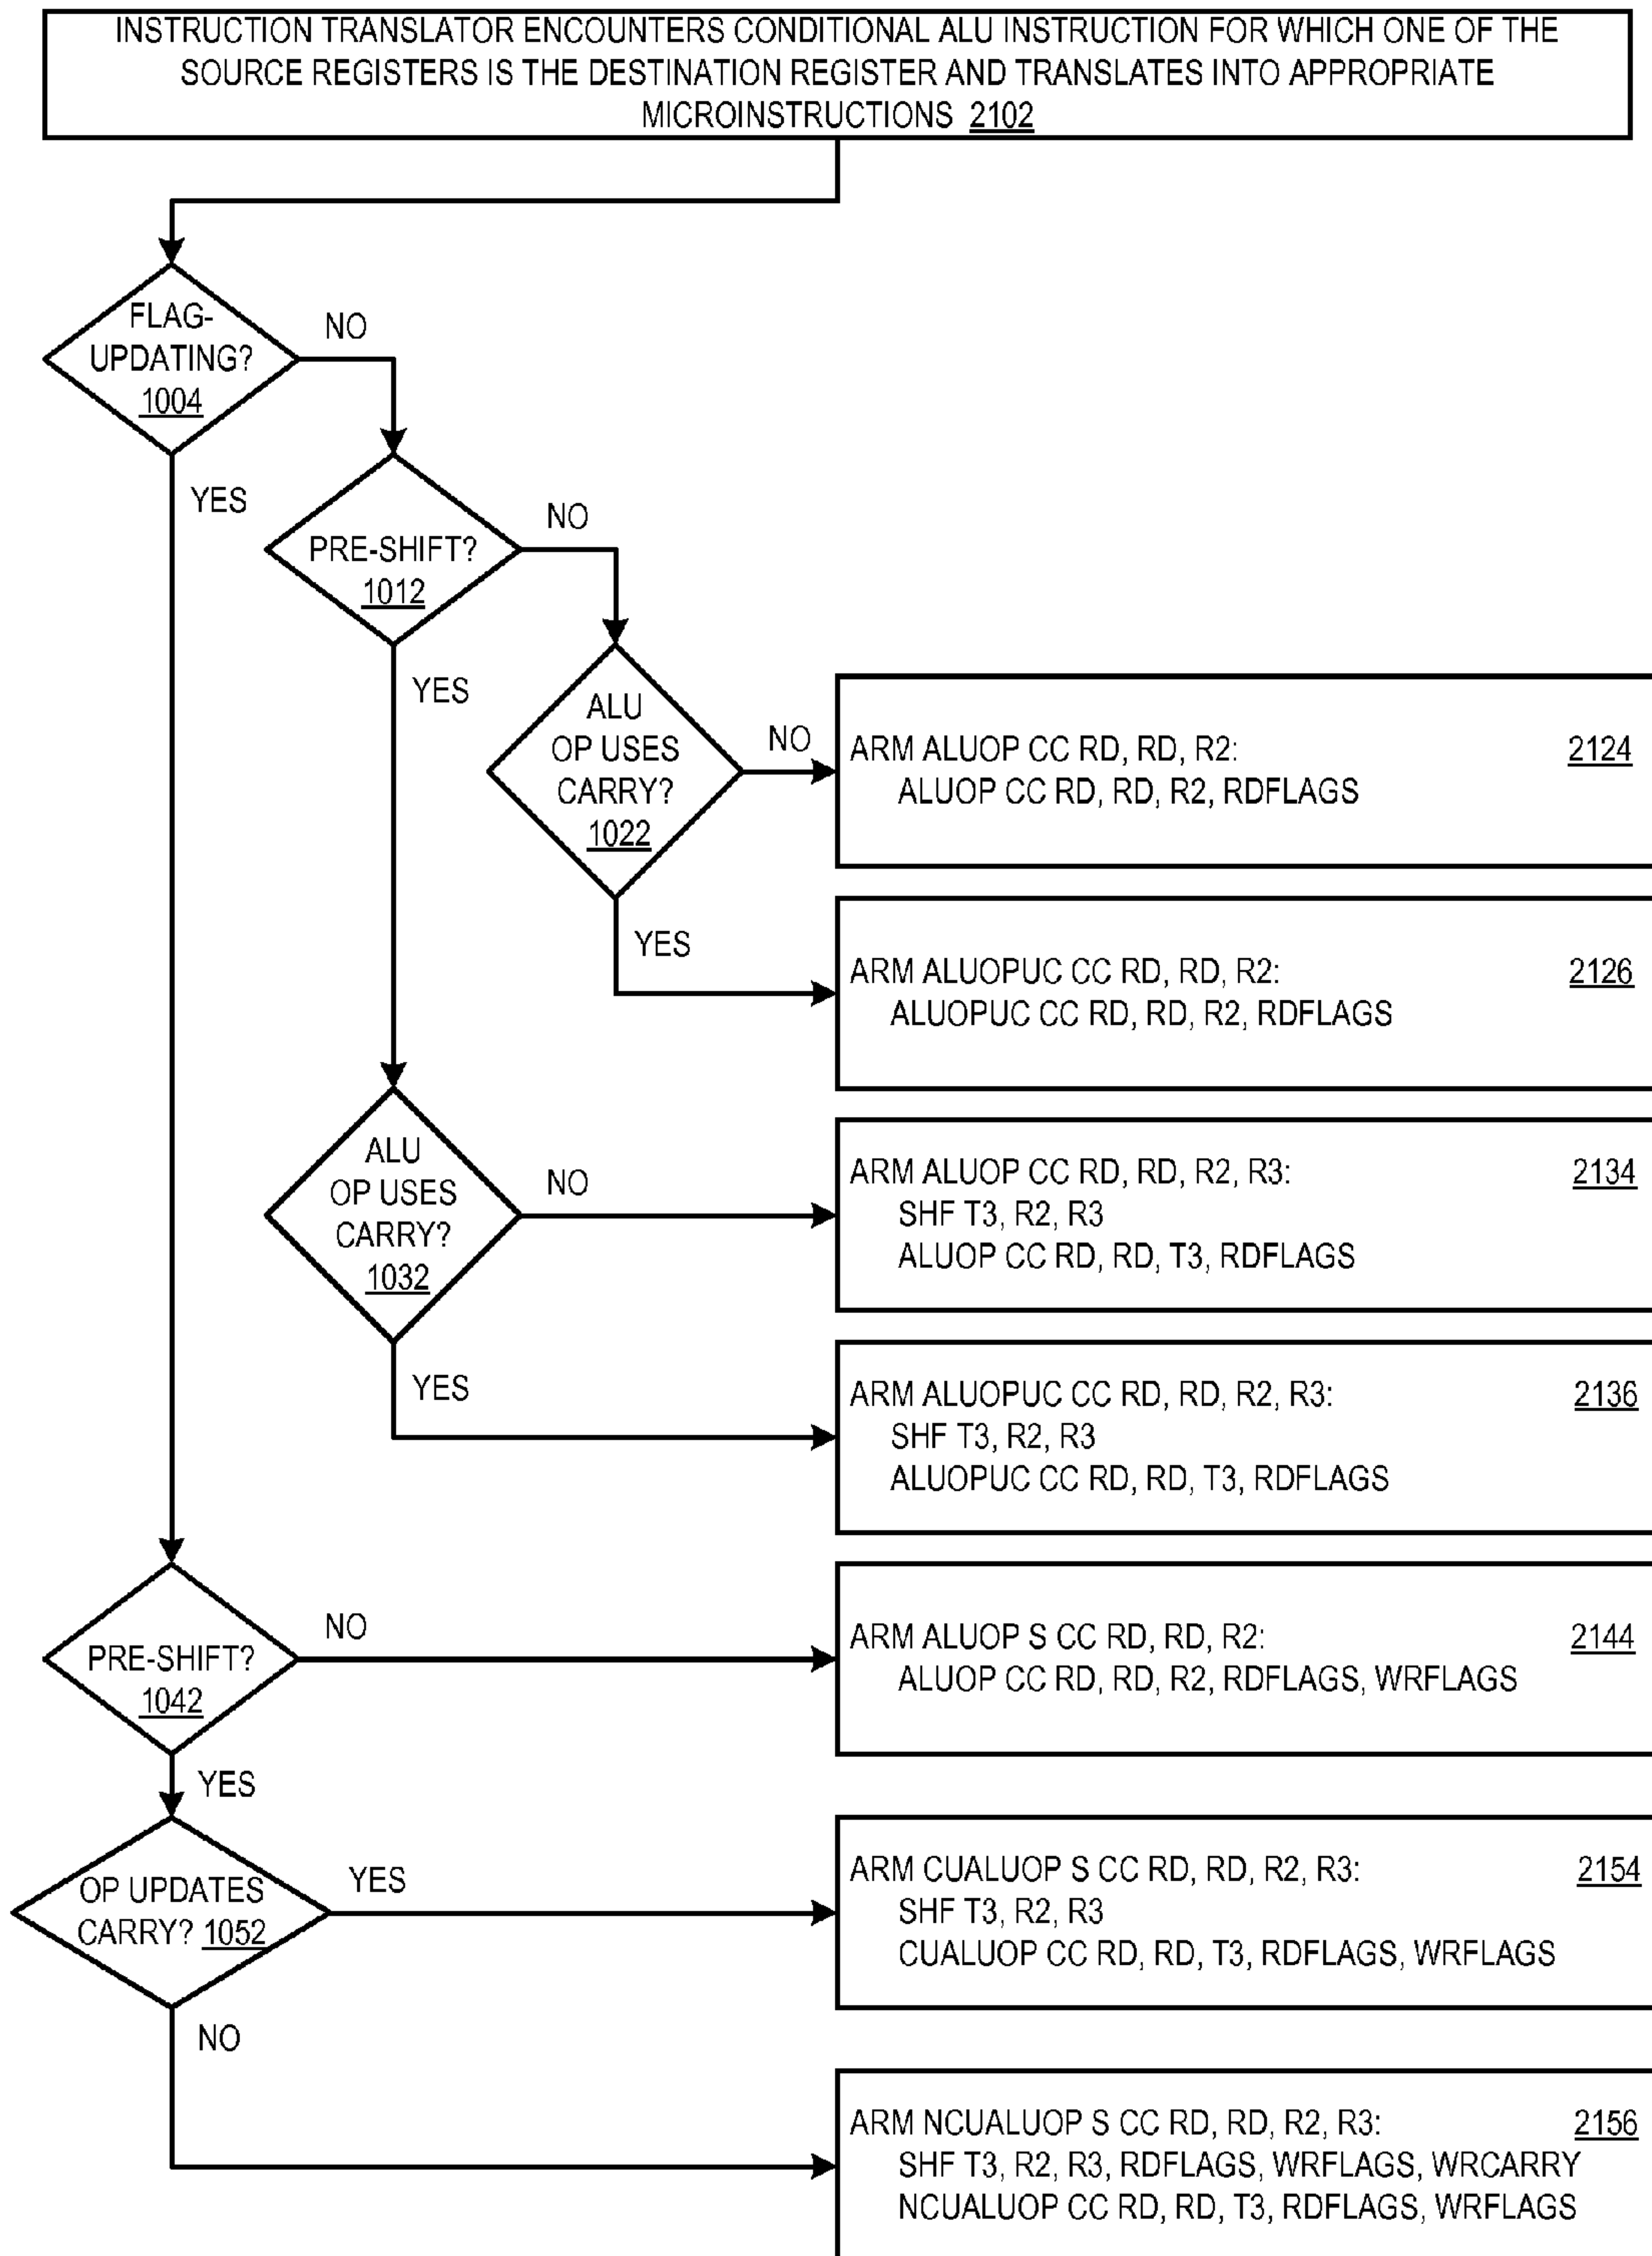 INSTRUCTION TRANSLATOR ENCOUNTERS CONDITIONAL ALU INSTRUCTION FOR WHICH ONE OF THE
SOURCE REGISTERS IS THE DESTINATION REGISTER AND TRANSLATES INTO APPROPRIATE
MICROINSTRUCTIONS 2102
FLAG-
UPDATING?
1004
NO
YES
PRE-SHIFT?
1012
NO
YES
ALU
OP USES
CARRY?
1022
NO
YES
ARM ALUOP CC RD, RD, R2: 2124
ALUOP CC RD, RD, R2, RDFLAGS
ARM ALUOPUC CC RD, RD, R2: 2126
ALUOPUC CC RD, RD, R2, RDFLAGS
ALU
OP USES
CARRY?
1032
NO
YES
ARM ALUOP CC RD, RD, R2, R3: 2134
SHF T3, R2, R3
ALUOP CC RD, RD, T3, RDFLAGS
ARM ALUOPUC CC RD, RD, R2, R3: 2136
SHF T3, R2, R3
ALUOPUC CC RD, RD, T3, RDFLAGS
PRE-SHIFT?
1042
NO
YES
ARM ALUOP S CC RD, RD, R2: 2144
ALUOP CC RD, RD, R2, RDFLAGS, WRFLAGS
OP UPDATES
CARRY? 1052
YES
NO
ARM CUALUOP S CC RD, RD, R2, R3: 2154
SHF T3, R2, R3
CUALUOP CC RD, RD, T3, RDFLAGS, WRFLAGS
ARM NCUALUOP S CC RD, RD, R2, R3: 2156
SHF T3, R2, R3, RDFLAGS, WRFLAGS, WRCARRY
NCUALUOP CC RD, RD, T3, RDFLAGS, WRFLAGS